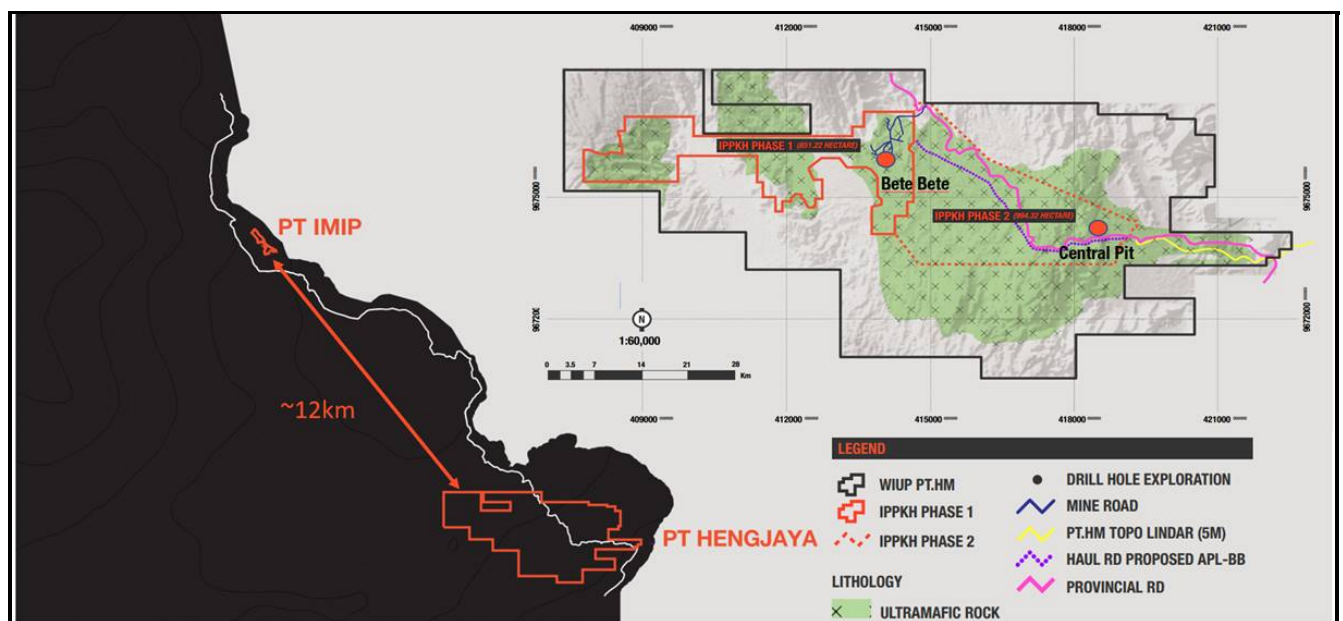 409000
412000
415000
418000
421000
IPPKH PHASE 1 (851.22 HECTARE)
Bete Bete
9675000
9675000
IPPKH PHASE 2 (994.32 HECTARE)
Central Pit
PT IMIP
9672000
N
1:60,000
0 3.5 7 14 21 28
Km
~12km
409000
412000
415000
418000
421000
LEGEND
WIUP PT.HM
IPPKH PHASE 1
IPPKH PHASE 2
LITHOLOGY
ULTRAMAFIC ROCK
DRILL HOLE EXPLORATION
MINE ROAD
PT.HM TOPO LINDAR (5M)
HAUL RD PROPOSED APL-BB
PROVINCIAL RD
PT HENGJAYA